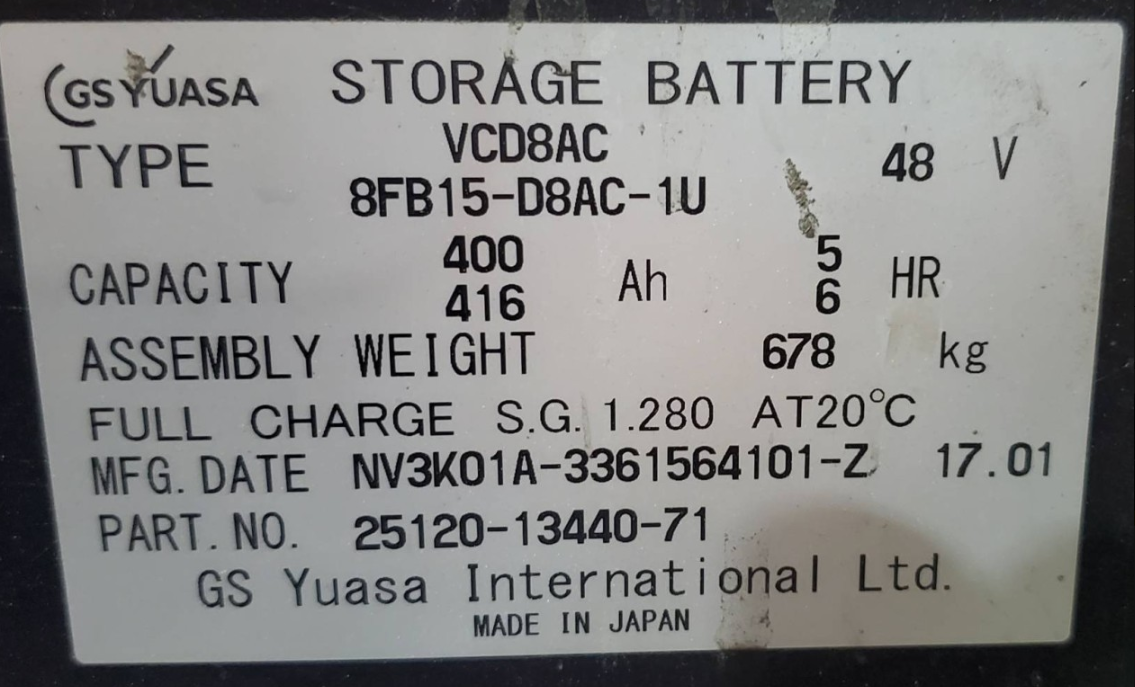 GS YUASA STORAGE BATTERY
TYPE VCD8AC 48 V
8FB15-D8AC-1U
CAPACITY 400 Ah 5 HR
416 6
ASSEMBLY WEIGHT 678 kg
FULL CHARGE S.G. 1.280 AT20°C
MFG. DATE NV3K01A-3361564101-Z 17.01
PART. NO. 25120-13440-71
GS Yuasa International Ltd.
MADE IN JAPAN